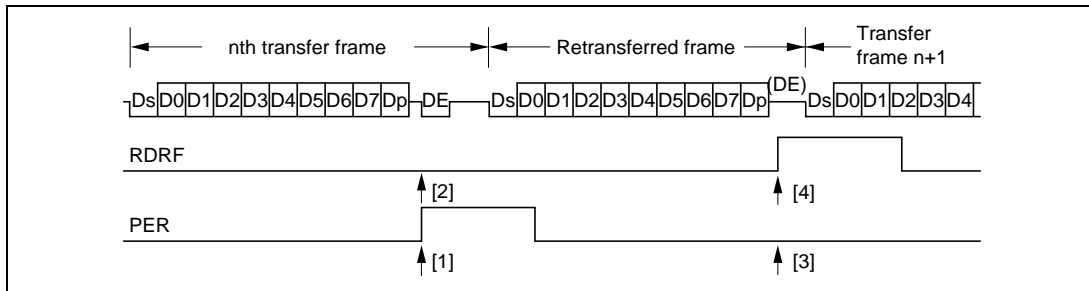 nth transfer frame
Retransferred frame
Transfer
frame n+1
Ds D0 D1 D2 D3 D4 D5 D6 D7 Dp DE Ds D0 D1 D2 D3 D4 D5 D6 D7 Dp (DE) Ds D0 D1 D2 D3 D4
RDRF
[2] [4]
PER
[1] [3]